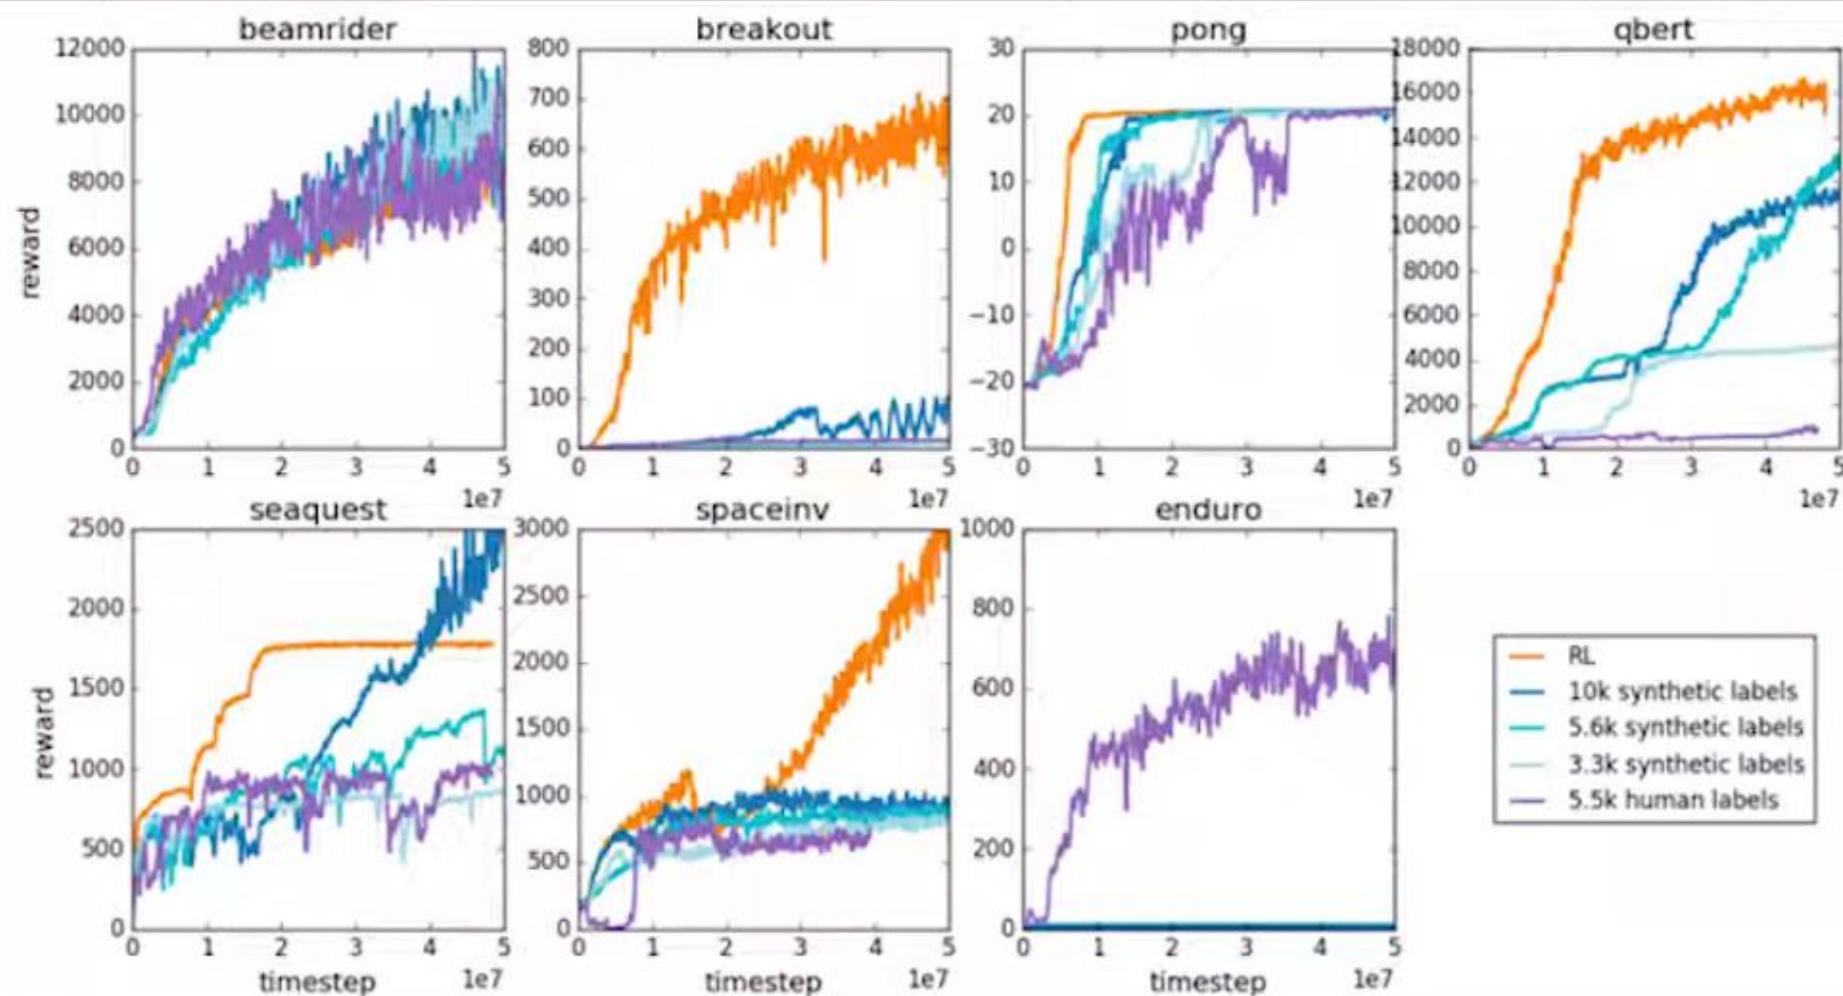 beamrider
12000
10000
8000
6000
4000
2000
0
reward
0 1 2 3 4 5
1e7
breakout
800
700
600
500
400
300
200
100
0
0 1 2 3 4 5
1e7
pong
30
20
10
0
−10
−20
−30
0 1 2 3 4 5
1e7
qbert
18000
16000
14000
12000
10000
8000
6000
4000
2000
0
0 1 2 3 4 5
1e7
seaquest
2500
2000
1500
1000
500
0
reward
0 1 2 3 4 5
timestep 1e7
spaceinv
3000
2500
2000
1500
1000
500
0
0 1 2 3 4 5
timestep 1e7
enduro
1000
800
600
400
200
0
0 1 2 3 4 5
timestep 1e7
RL
10k synthetic labels
5.6k synthetic labels
3.3k synthetic labels
5.5k human labels